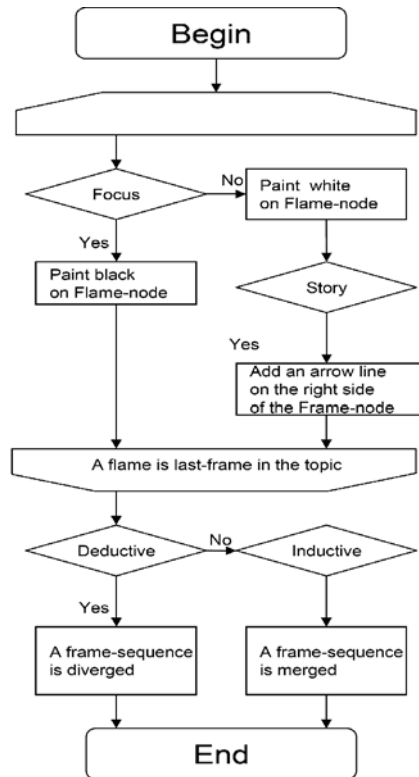 Begin
Focus
No
Paint white
on Flame-node
Yes
Paint black
on Flame-node
Story
Yes
Add an arrow line
on the right side
of the Frame-node
A flame is last-frame in the topic
Deductive
No
Inductive
Yes
A frame-sequence
is diverged
A frame-sequence
is merged
End